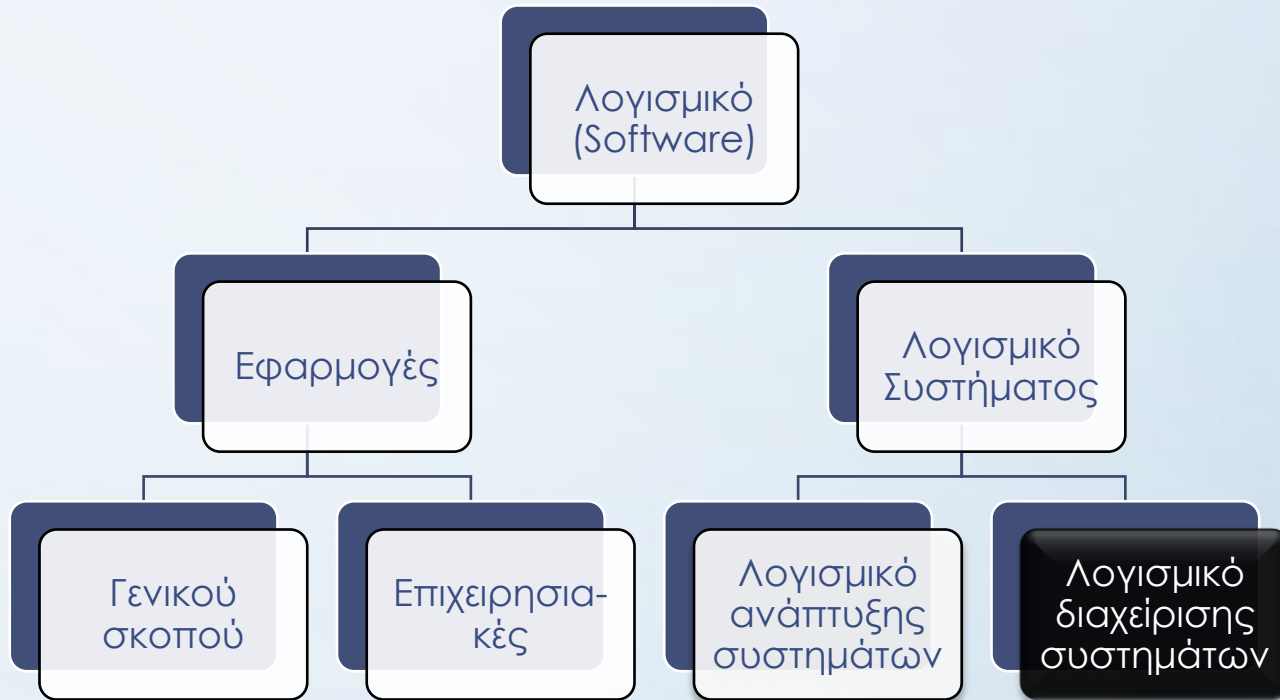 Λογισμικό
(Software)
Εφαρμογές
Λογισμικό
Συστήματος
Γενικού
σκοπού
Επιχειρησια-
κές
Λογισμικό
ανάπτυξης
συστημάτων
Λογισμικό
διαχείρισης
συστημάτων